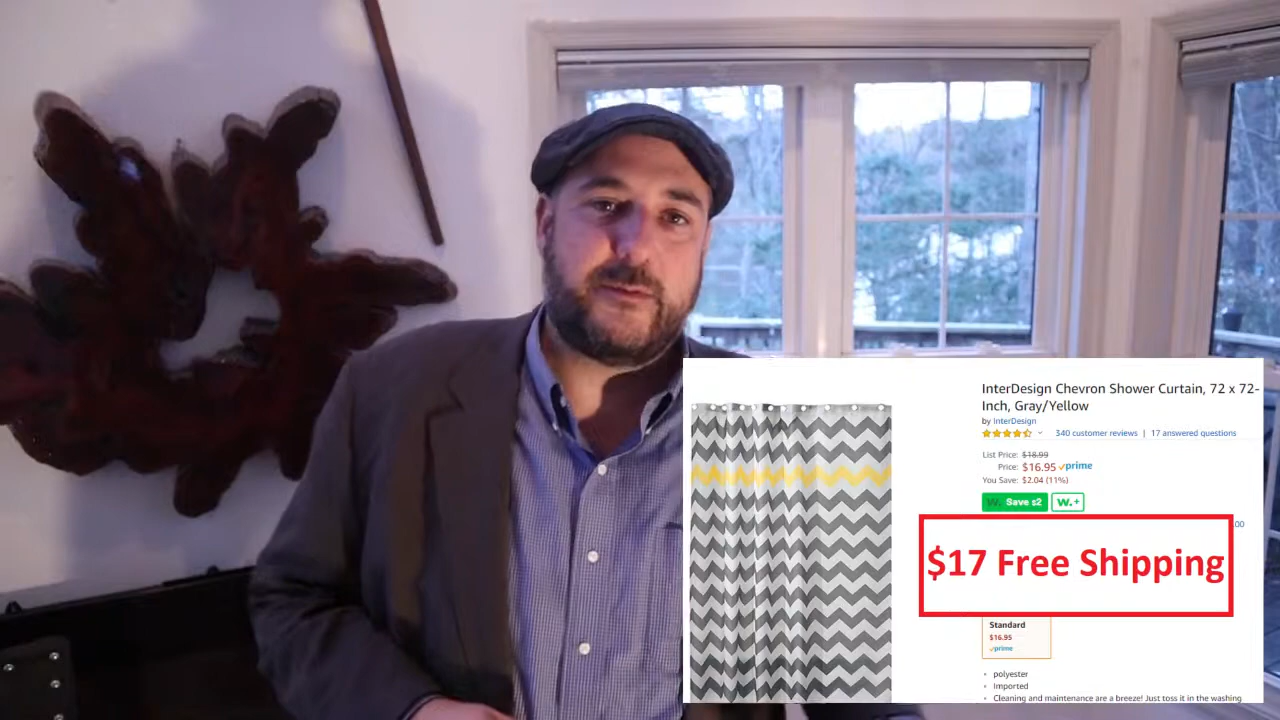 InterDesign Chevron Shower Curtain, 72 x 72-
Inch, Gray/Yellow
by InterDesign
340 customer reviews | 17 answered questions
List Price: $18.99
Price: $16.95 prime
You Save: $2.04 (11%)
W. Save $2 W.+
.00
$17 Free Shipping
Standard
$16.95
prime
• polyester
• Imported
• Cleaning and maintenance are a breeze! Just toss it in the washing